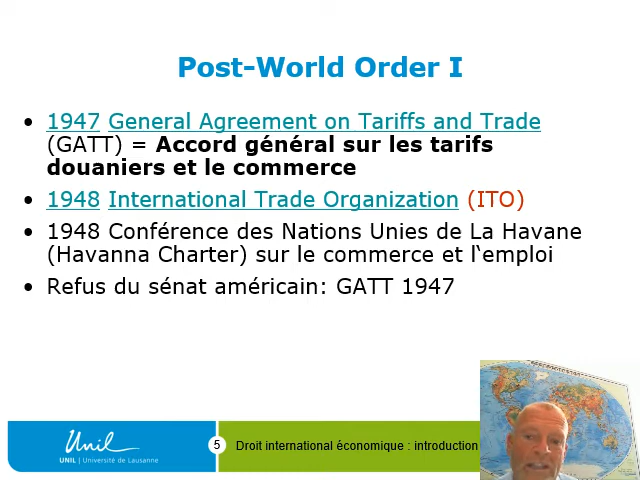 Post-World Order I
• 1947 General Agreement on Tariffs and Trade
(GATT) = Accord général sur les tarifs
douaniers et le commerce
• 1948 International Trade Organization (ITO)
• 1948 Conférence des Nations Unies de La Havane
(Havanna Charter) sur le commerce et l‘emploi
• Refus du sénat américain: GATT 1947
Unil
UNIL | Université de Lausanne
5
Droit international économique : introduction